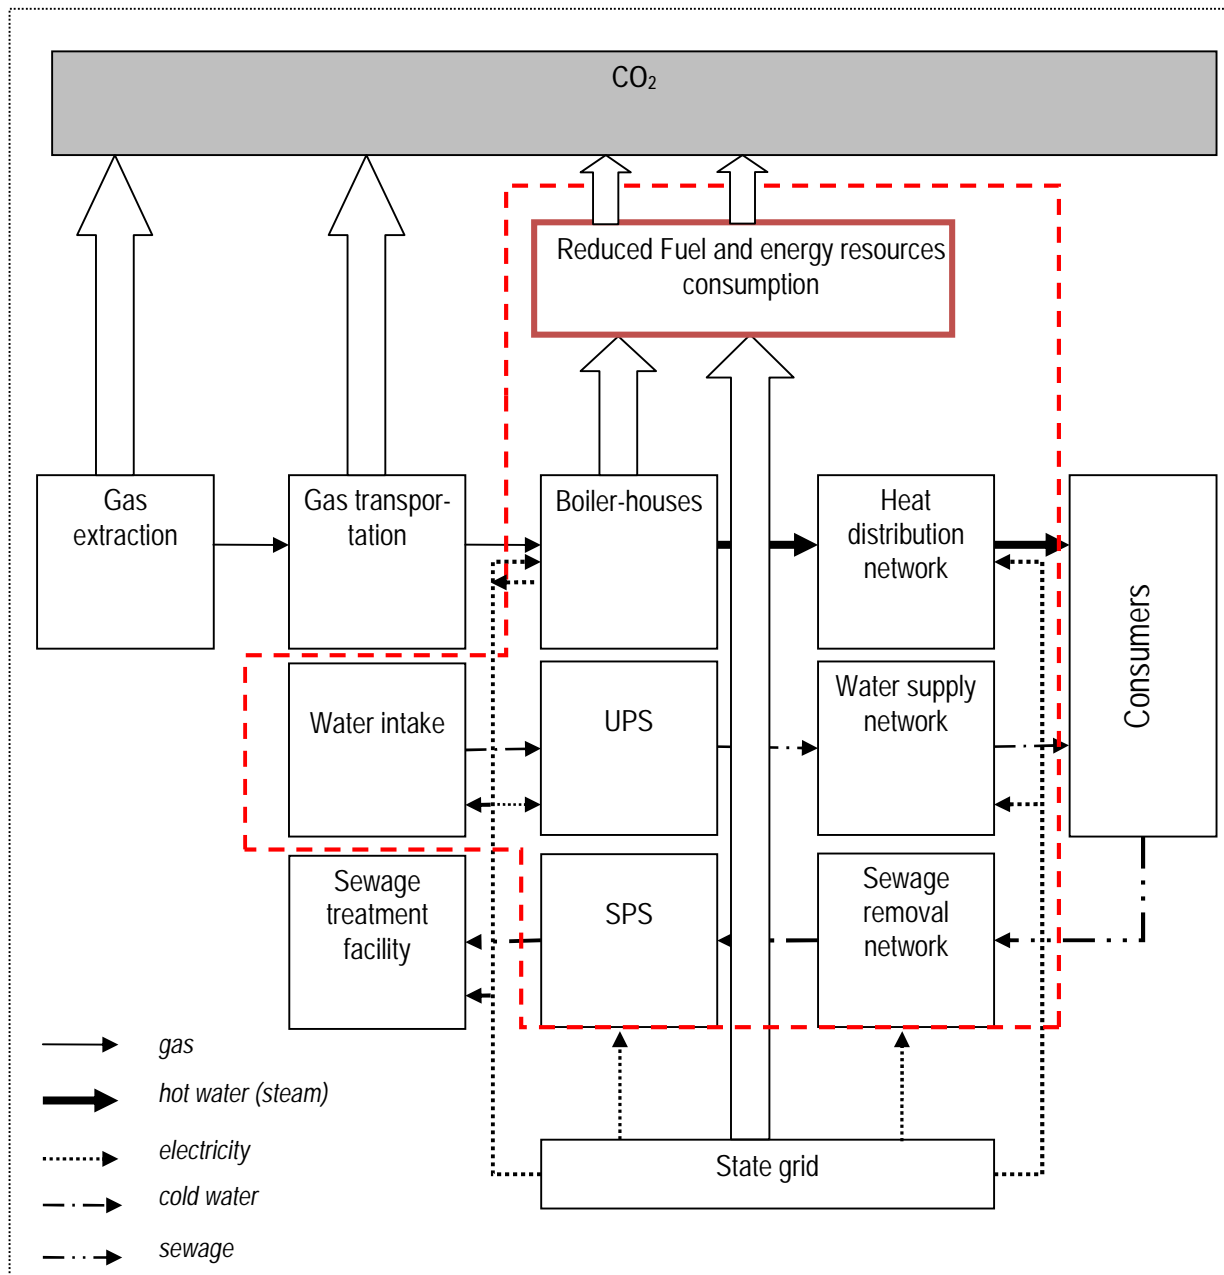 CO₂
Reduced Fuel and energy resources
consumption
Gas
extraction
Gas transpor-
tation
Boiler-houses
Heat
distribution
network
Consumers
Water intake
UPS
Water supply
network
Sewage
treatment
facility
SPS
Sewage
removal
network
State grid
gas
hot water (steam)
electricity
cold water
sewage